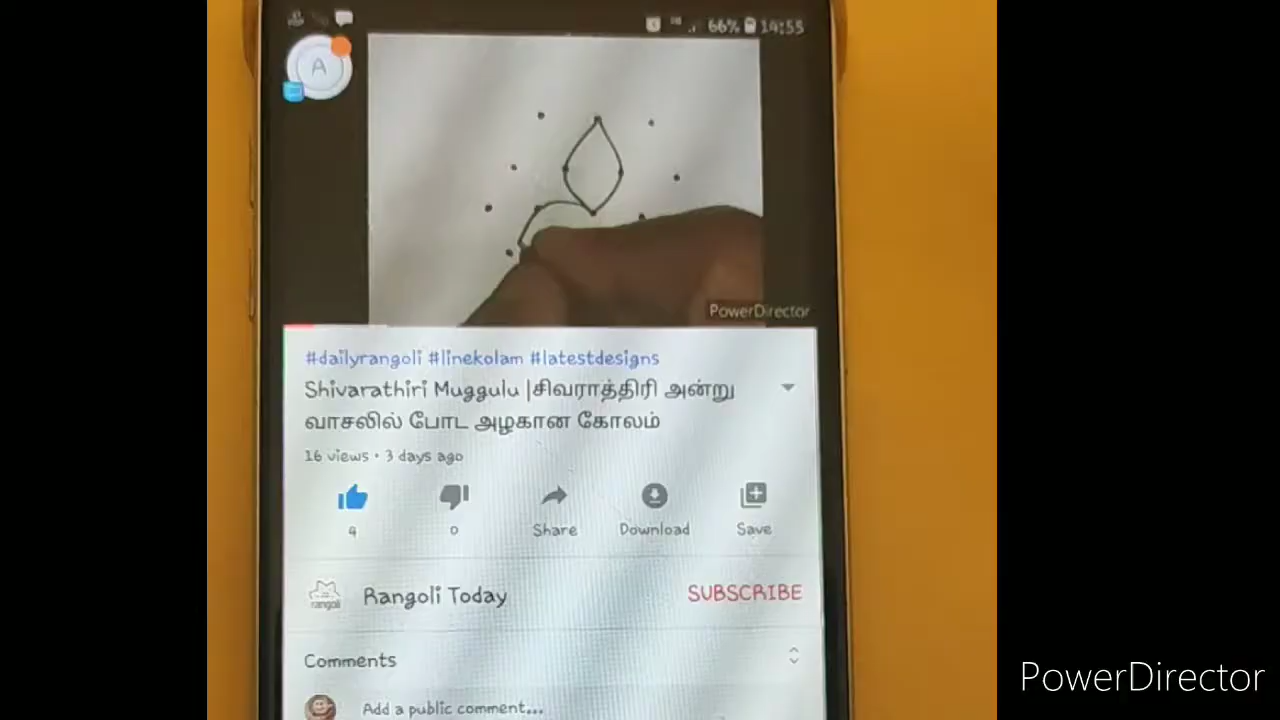 66% 14:55
A
PowerDirector
#dailyrangoli #linekolam #latestdesigns
Shivarathiri Muggulu |சிவராத்திரி அன்று
வாசலில் போட அழகான கோலம்
16 views • 3 days ago
4 0 Share Download Save
rangoli Rangoli Today SUBSCRIBE
Comments
Add a public comment...
PowerDirector